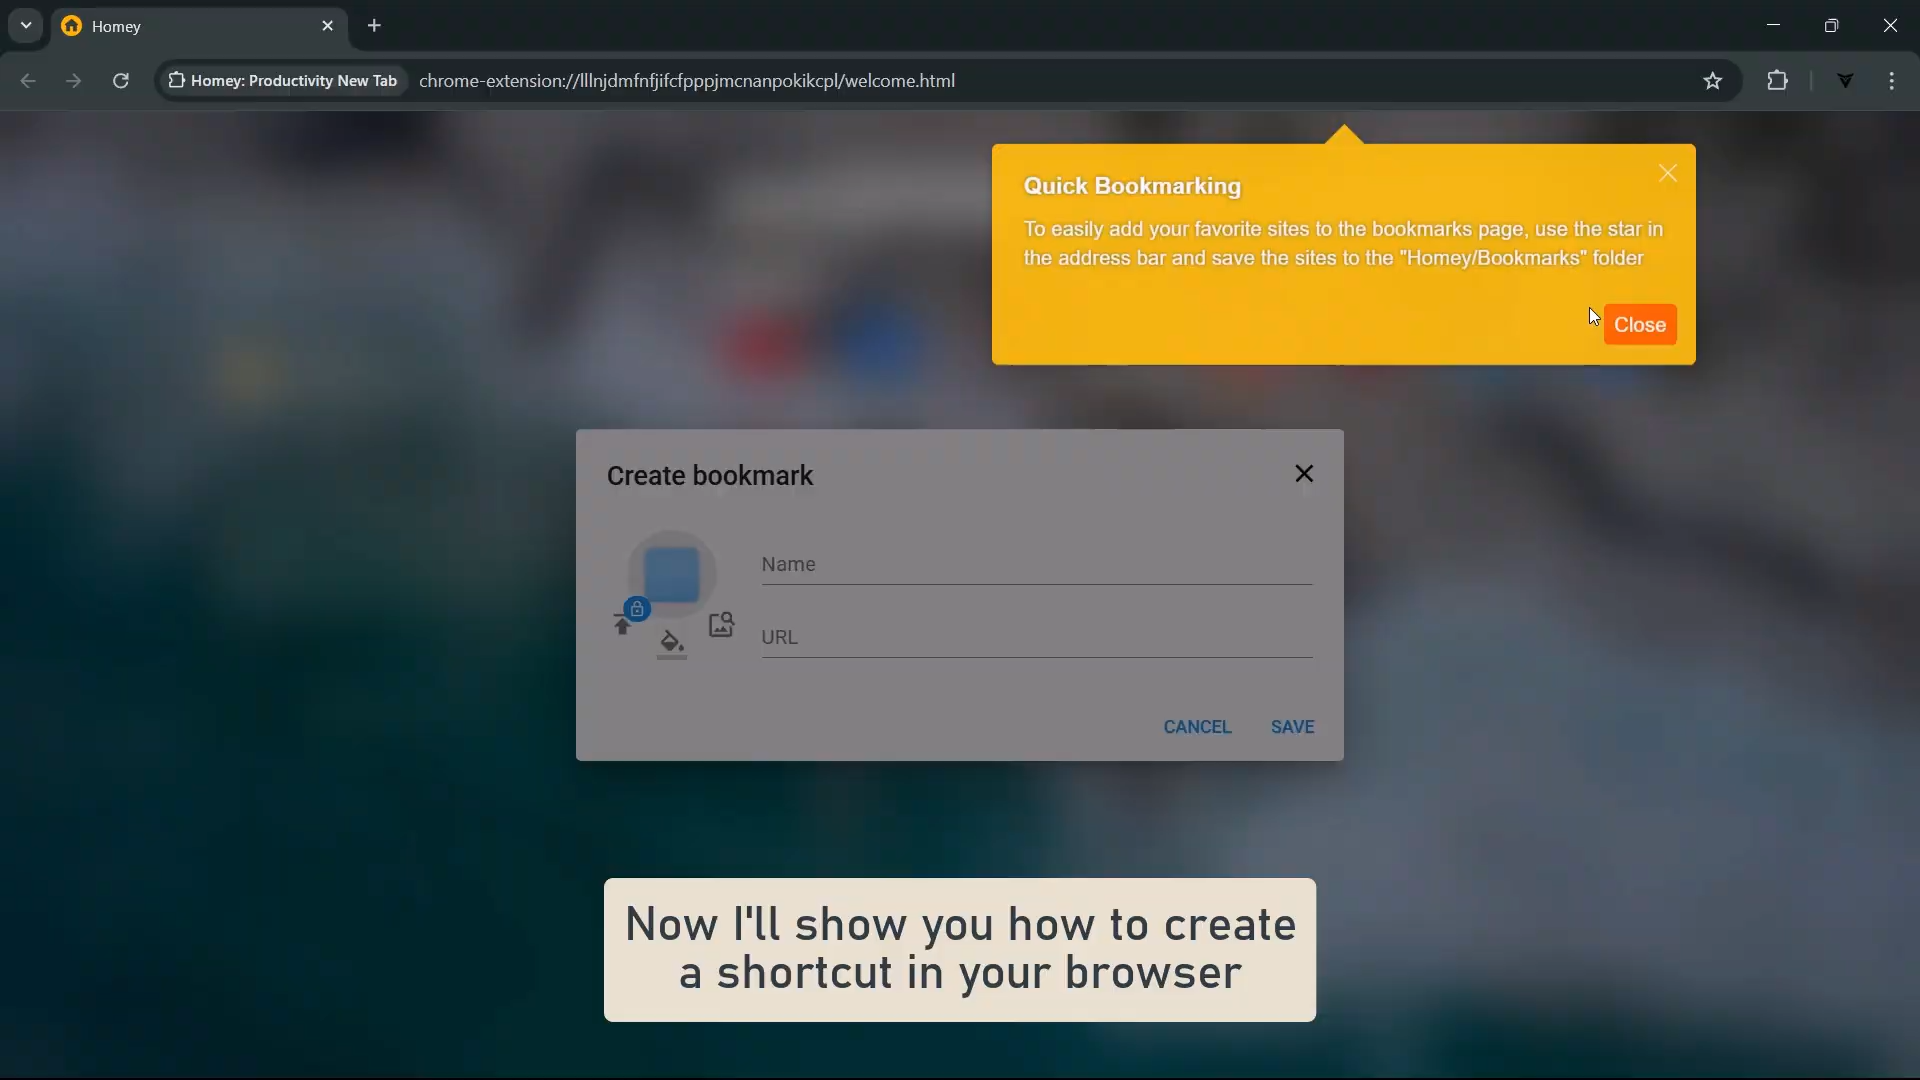 Homey
Homey: Productivity New Tab
chrome-extension://lllnjdmfnfjifcfpppjmcnanpokikcpl/welcome.html
Quick Bookmarking
To easily add your favorite sites to the bookmarks page, use the star in
the address bar and save the sites to the "Homey/Bookmarks" folder
Close
Create bookmark
Name
URL
CANCEL
SAVE
Now I'll show you how to create
a shortcut in your browser